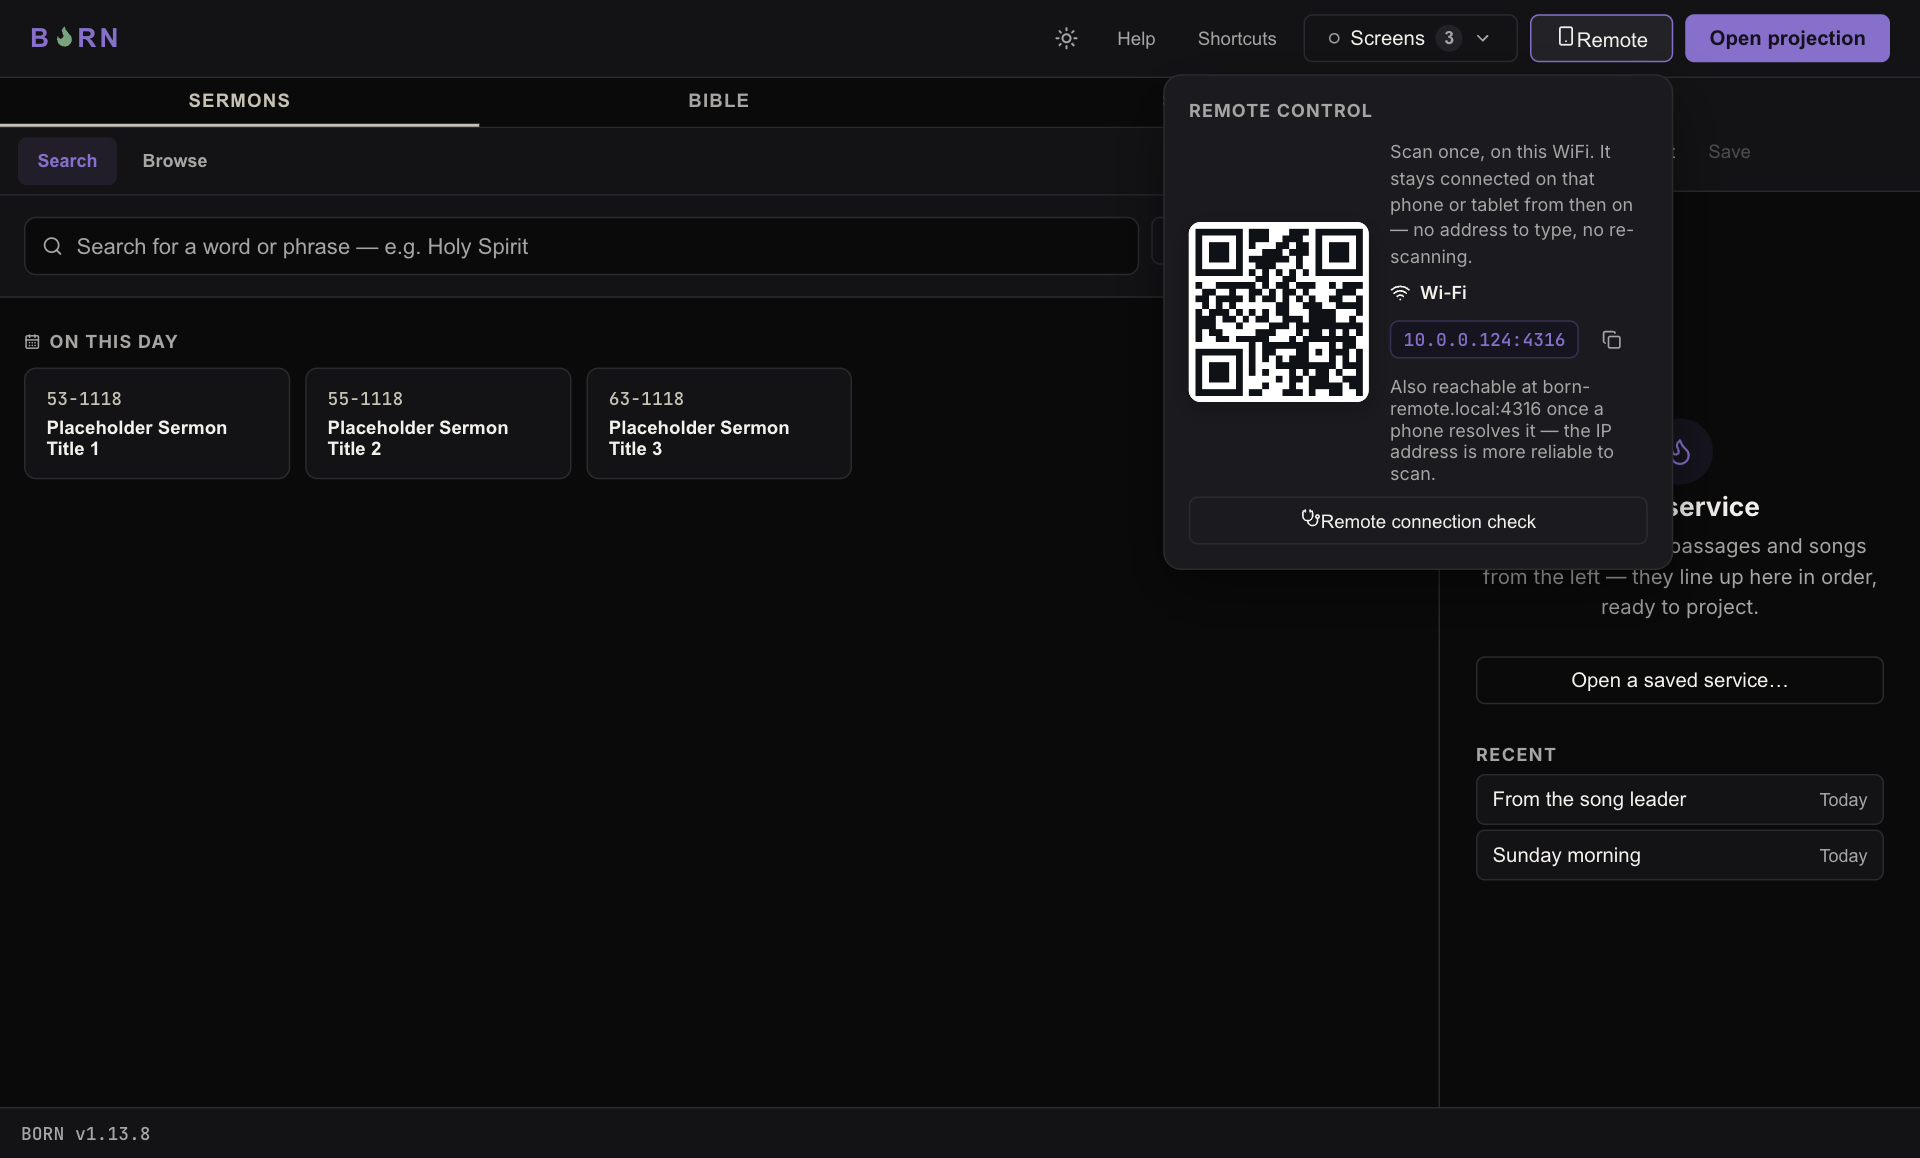 BORN
Help
Shortcuts
Screens 3
Remote
Open projection
SERMONS
BIBLE
REMOTE CONTROL
Search
Browse
Save
Scan once, on this WiFi. It
stays connected on that
phone or tablet from then on
— no address to type, no re-
scanning.
Search for a word or phrase — e.g. Holy Spirit
Wi-Fi
10.0.0.124:4316
ON THIS DAY
53-1118
Placeholder Sermon
Title 1
55-1118
Placeholder Sermon
Title 2
63-1118
Placeholder Sermon
Title 3
Also reachable at born-
remote.local:4316 once a
phone resolves it — the IP
address is more reliable to
scan.
Remote connection check
service
passages and songs
from the left — they line up here in order,
ready to project.
Open a saved service…
RECENT
From the song leader
Today
Sunday morning
Today
BORN v1.13.8